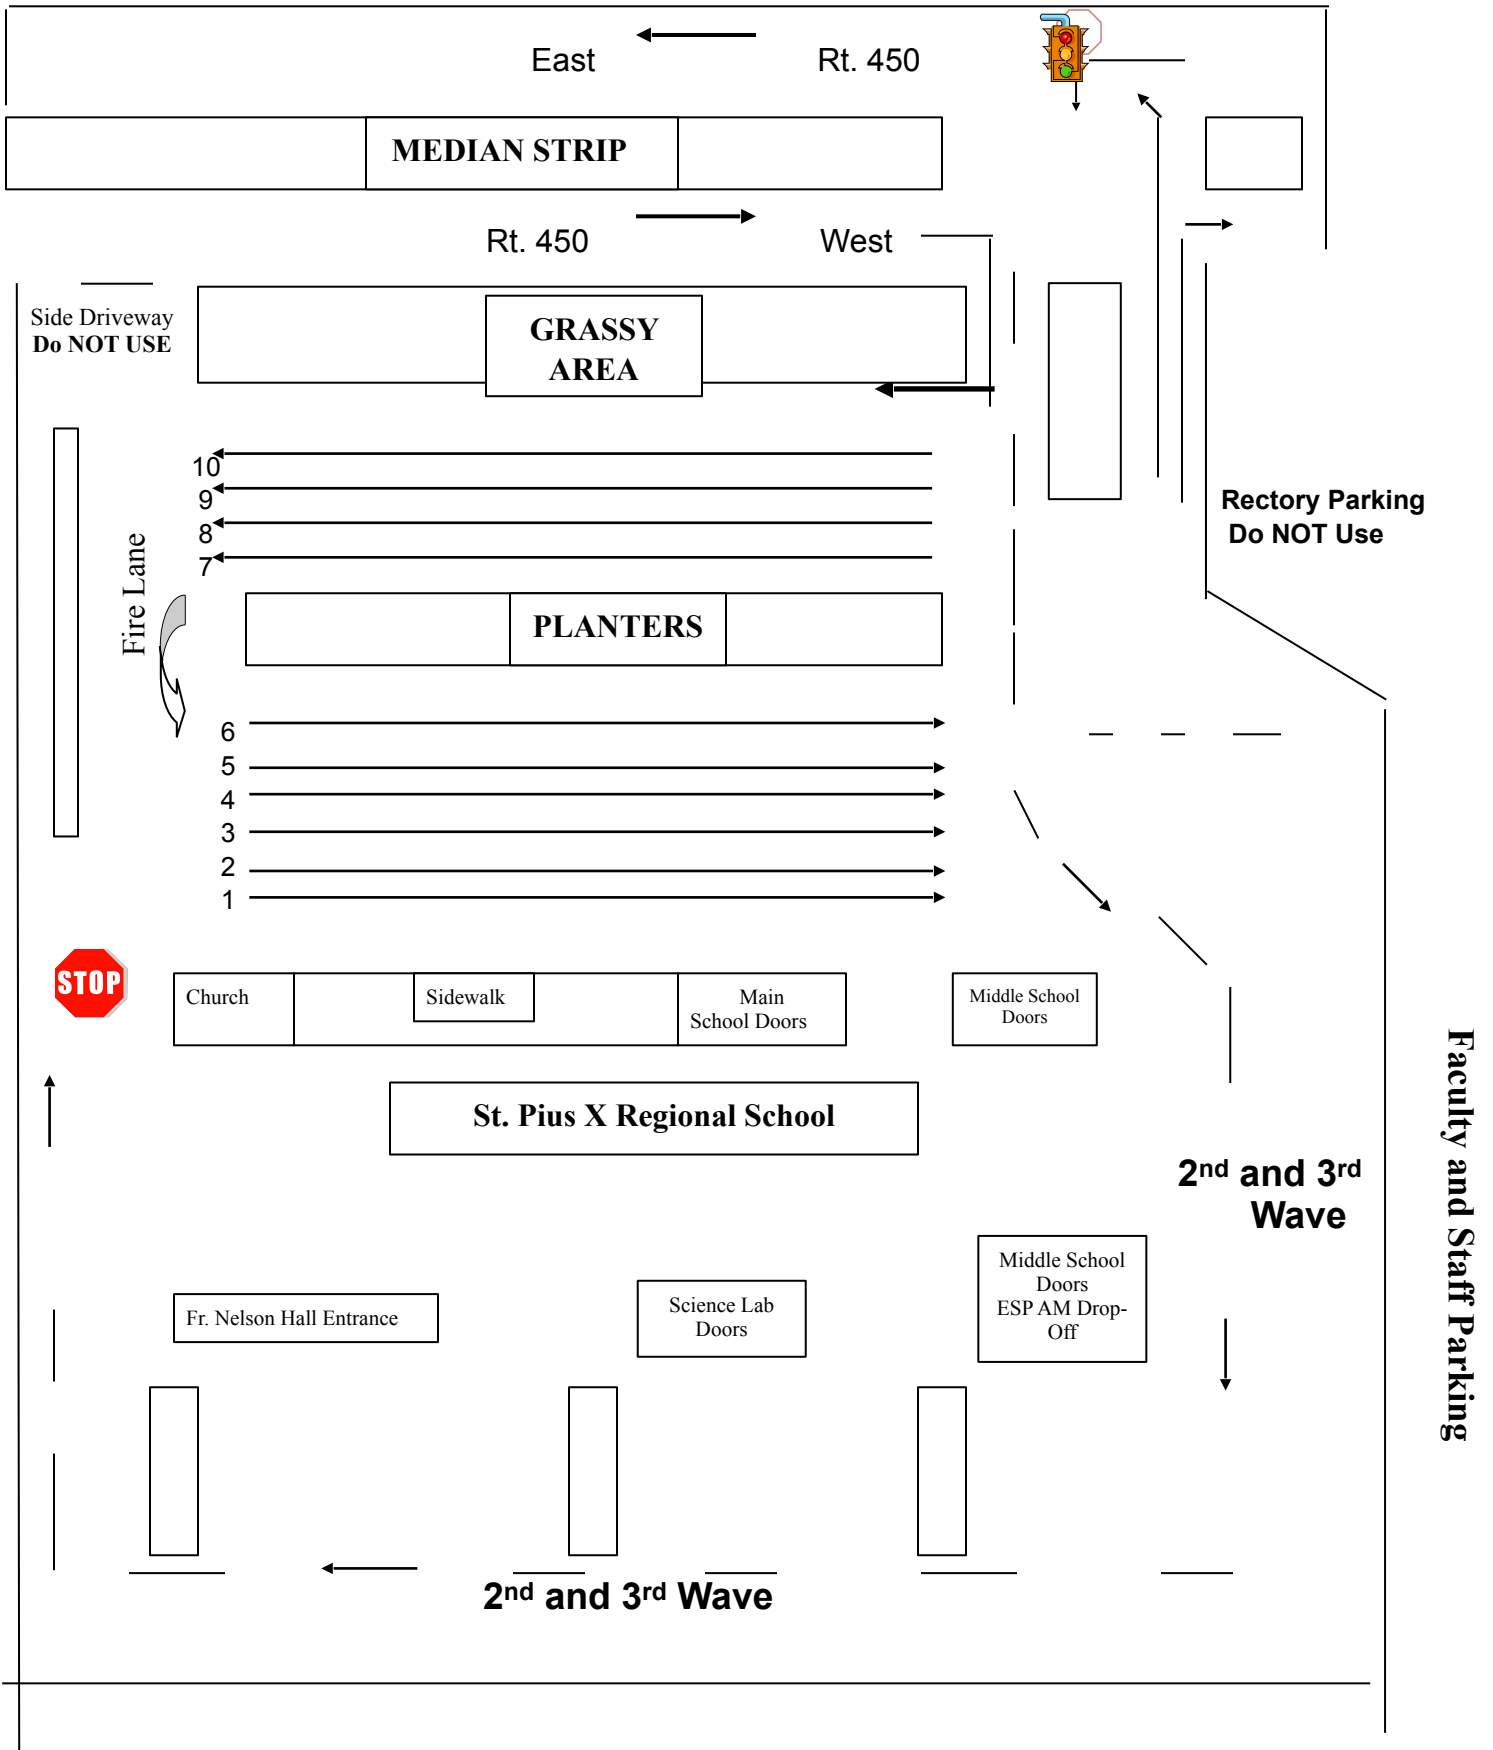 East Rt. 450
MEDIAN STRIP
Rt. 450 West
Side Driveway
Do NOT USE
GRASSY
AREA
10
9
8
7
Rectory Parking
Do NOT Use
Fire Lane
PLANTERS
6
5
4
3
2
1
STOP
Church
Sidewalk
Main
School Doors
Middle School
Doors
St. Pius X Regional School
Faculty and Staff Parking
2nd and 3rd
Wave
Fr. Nelson Hall Entrance
Science Lab
Doors
Middle School
Doors
ESP AM Drop-
Off
2nd and 3rd Wave